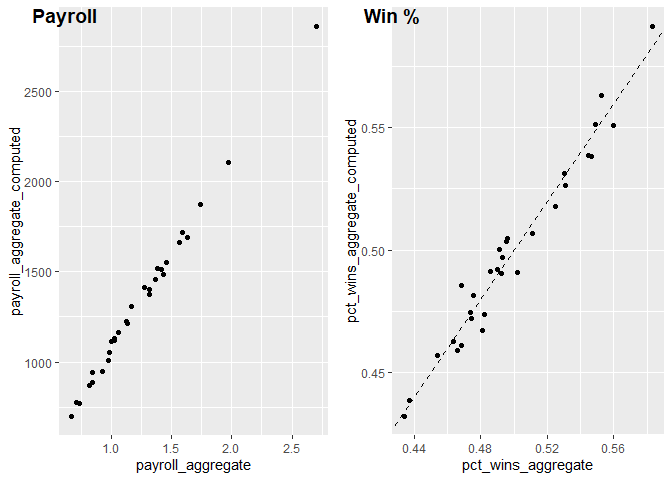 Payroll
payroll_aggregate_computed
2500
2000
1500
1000
1.0 1.5 2.0 2.5
payroll_aggregate
Win %
pct_wins_aggregate_computed
0.55
0.50
0.45
0.44 0.48 0.52 0.56
pct_wins_aggregate